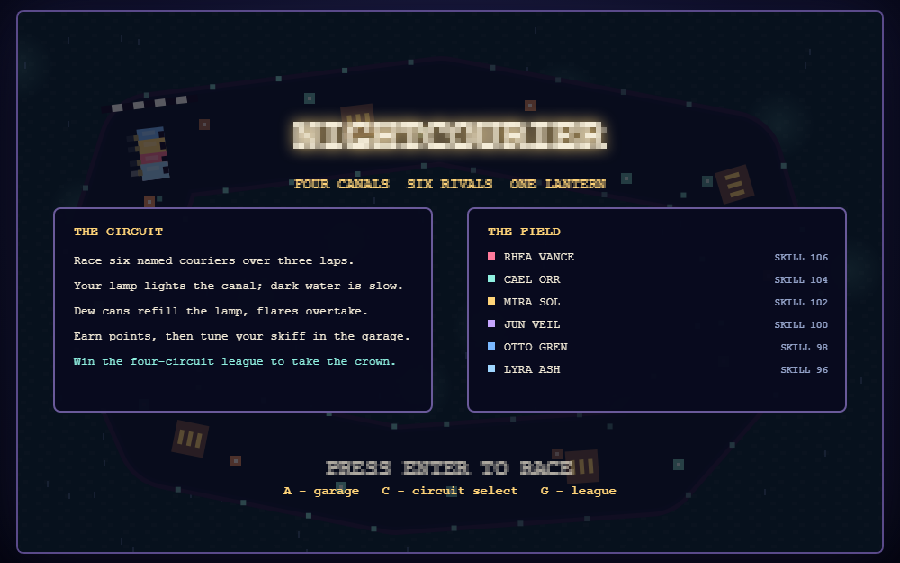 FOUR CANALS SIX RIVALS ONE LANTERN
THE CIRCUIT
Race six named couriers over three laps.
Your lamp lights the canal; dark water is slow.
Dew cans refill the lamp, flares overtake.
Earn points, then tune your skiff in the garage.
Win the four-circuit league to take the crown.
THE FIELD
RHEA VANCE SKILL 106
CAEL ORR SKILL 104
MIRA SOL SKILL 102
JUN VEIL SKILL 100
OTTO GREN SKILL 98
LYRA ASH SKILL 96
PRESS ENTER TO RACE
A - garage C - circuit select G - league